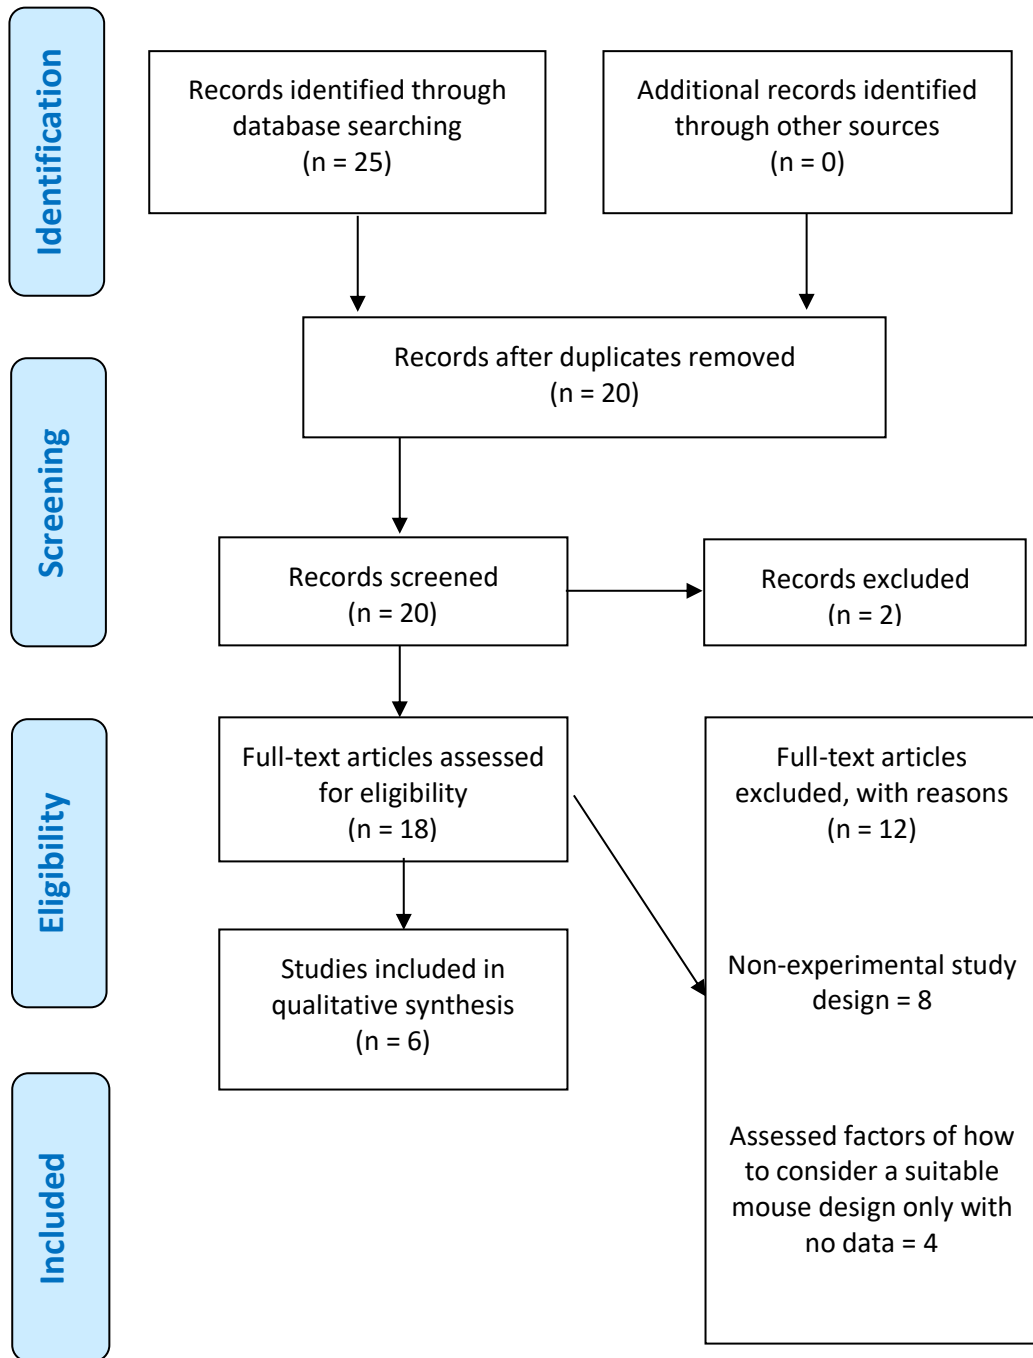 Identification
Records identified through
database searching
(n = 25)
Additional records identified
through other sources
(n = 0)
Screening
Records after duplicates removed
(n = 20)
Records screened
(n = 20)
Records excluded
(n = 2)
Eligibility
Full-text articles assessed
for eligibility
(n = 18)
Full-text articles
excluded, with reasons
(n = 12)
Non-experimental study
design = 8
Assessed factors of how
to consider a suitable
mouse design only with
no data = 4
Studies included in
qualitative synthesis
(n = 6)
Included